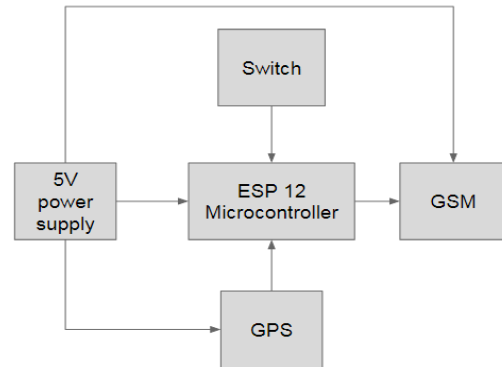 Switch
5V
power
supply
ESP 12
Microcontroller
GSM
GPS